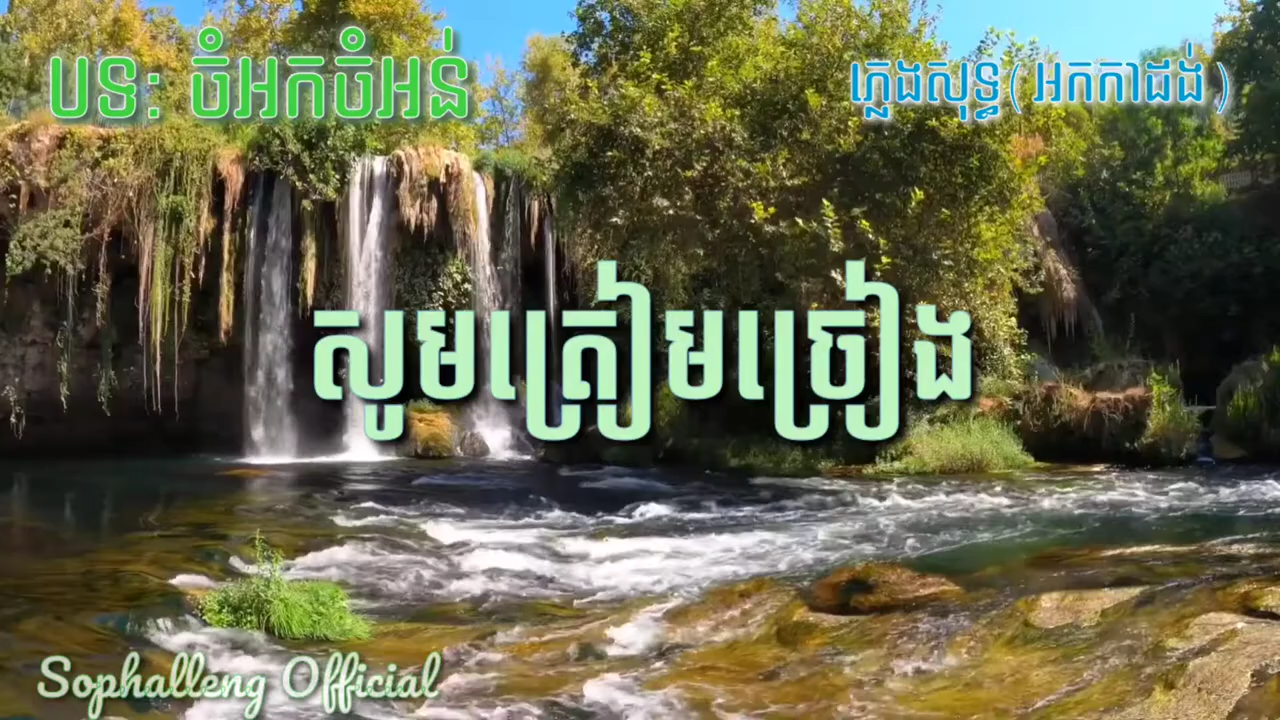 បទ: ចំអកចំអន់
ភ្លេងសុទ្ធ( អកកាដង់ )
សូមត្រៀមច្រៀង
Sophalleng Official